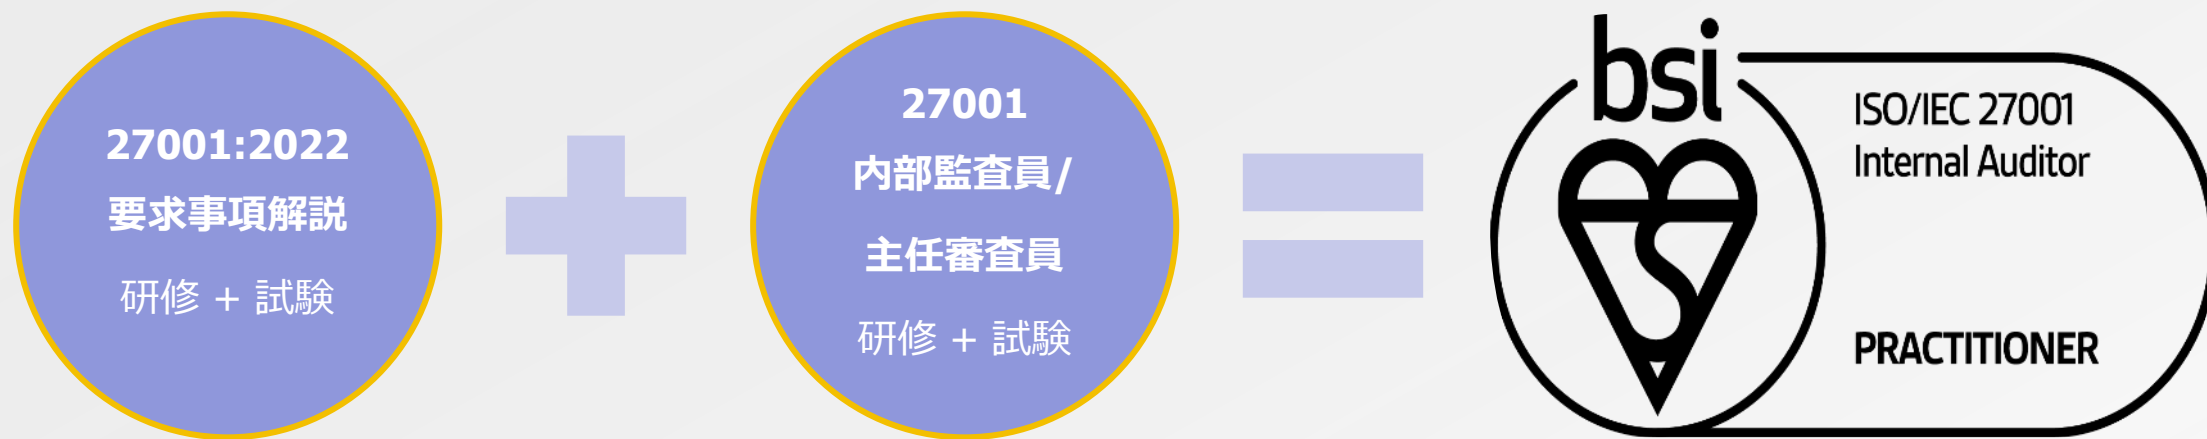 27001:2022
要求事項解説
研修 + 試験
27001
内部監査員/
主任審査員
研修 + 試験
bsi
ISO/IEC 27001
Internal Auditor
PRACTITIONER